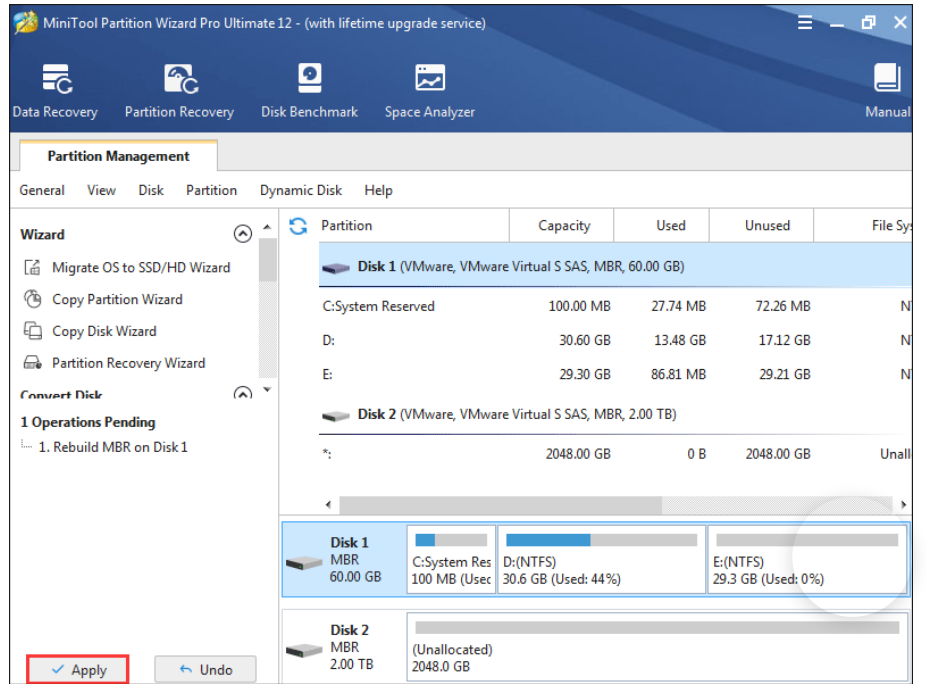 MiniTool Partition Wizard Pro Ultimate 12 - (with lifetime upgrade service)
Data Recovery Partition Recovery Disk Benchmark Space Analyzer Manual
Partition Management
General View Disk Partition Dynamic Disk Help
Wizard
Migrate OS to SSD/HD Wizard
Copy Partition Wizard
Copy Disk Wizard
Partition Recovery Wizard
Convert Disk
1 Operations Pending
1. Rebuild MBR on Disk 1
Apply Undo
Partition Capacity Used Unused File Sy
Disk 1 (VMware, VMware Virtual S SAS, MBR, 60.00 GB)
C:System Reserved 100.00 MB 27.74 MB 72.26 MB N
D: 30.60 GB 13.48 GB 17.12 GB N
E: 29.30 GB 86.81 MB 29.21 GB N
Disk 2 (VMware, VMware Virtual S SAS, MBR, 2.00 TB)
*: 2048.00 GB 0 B 2048.00 GB Unall
Disk 1
MBR
60.00 GB
C:System Res
100 MB (Usec
D:(NTFS)
30.6 GB (Used: 44%)
E:(NTFS)
29.3 GB (Used: 0%)
Disk 2
MBR
2.00 TB
(Unallocated)
2048.0 GB